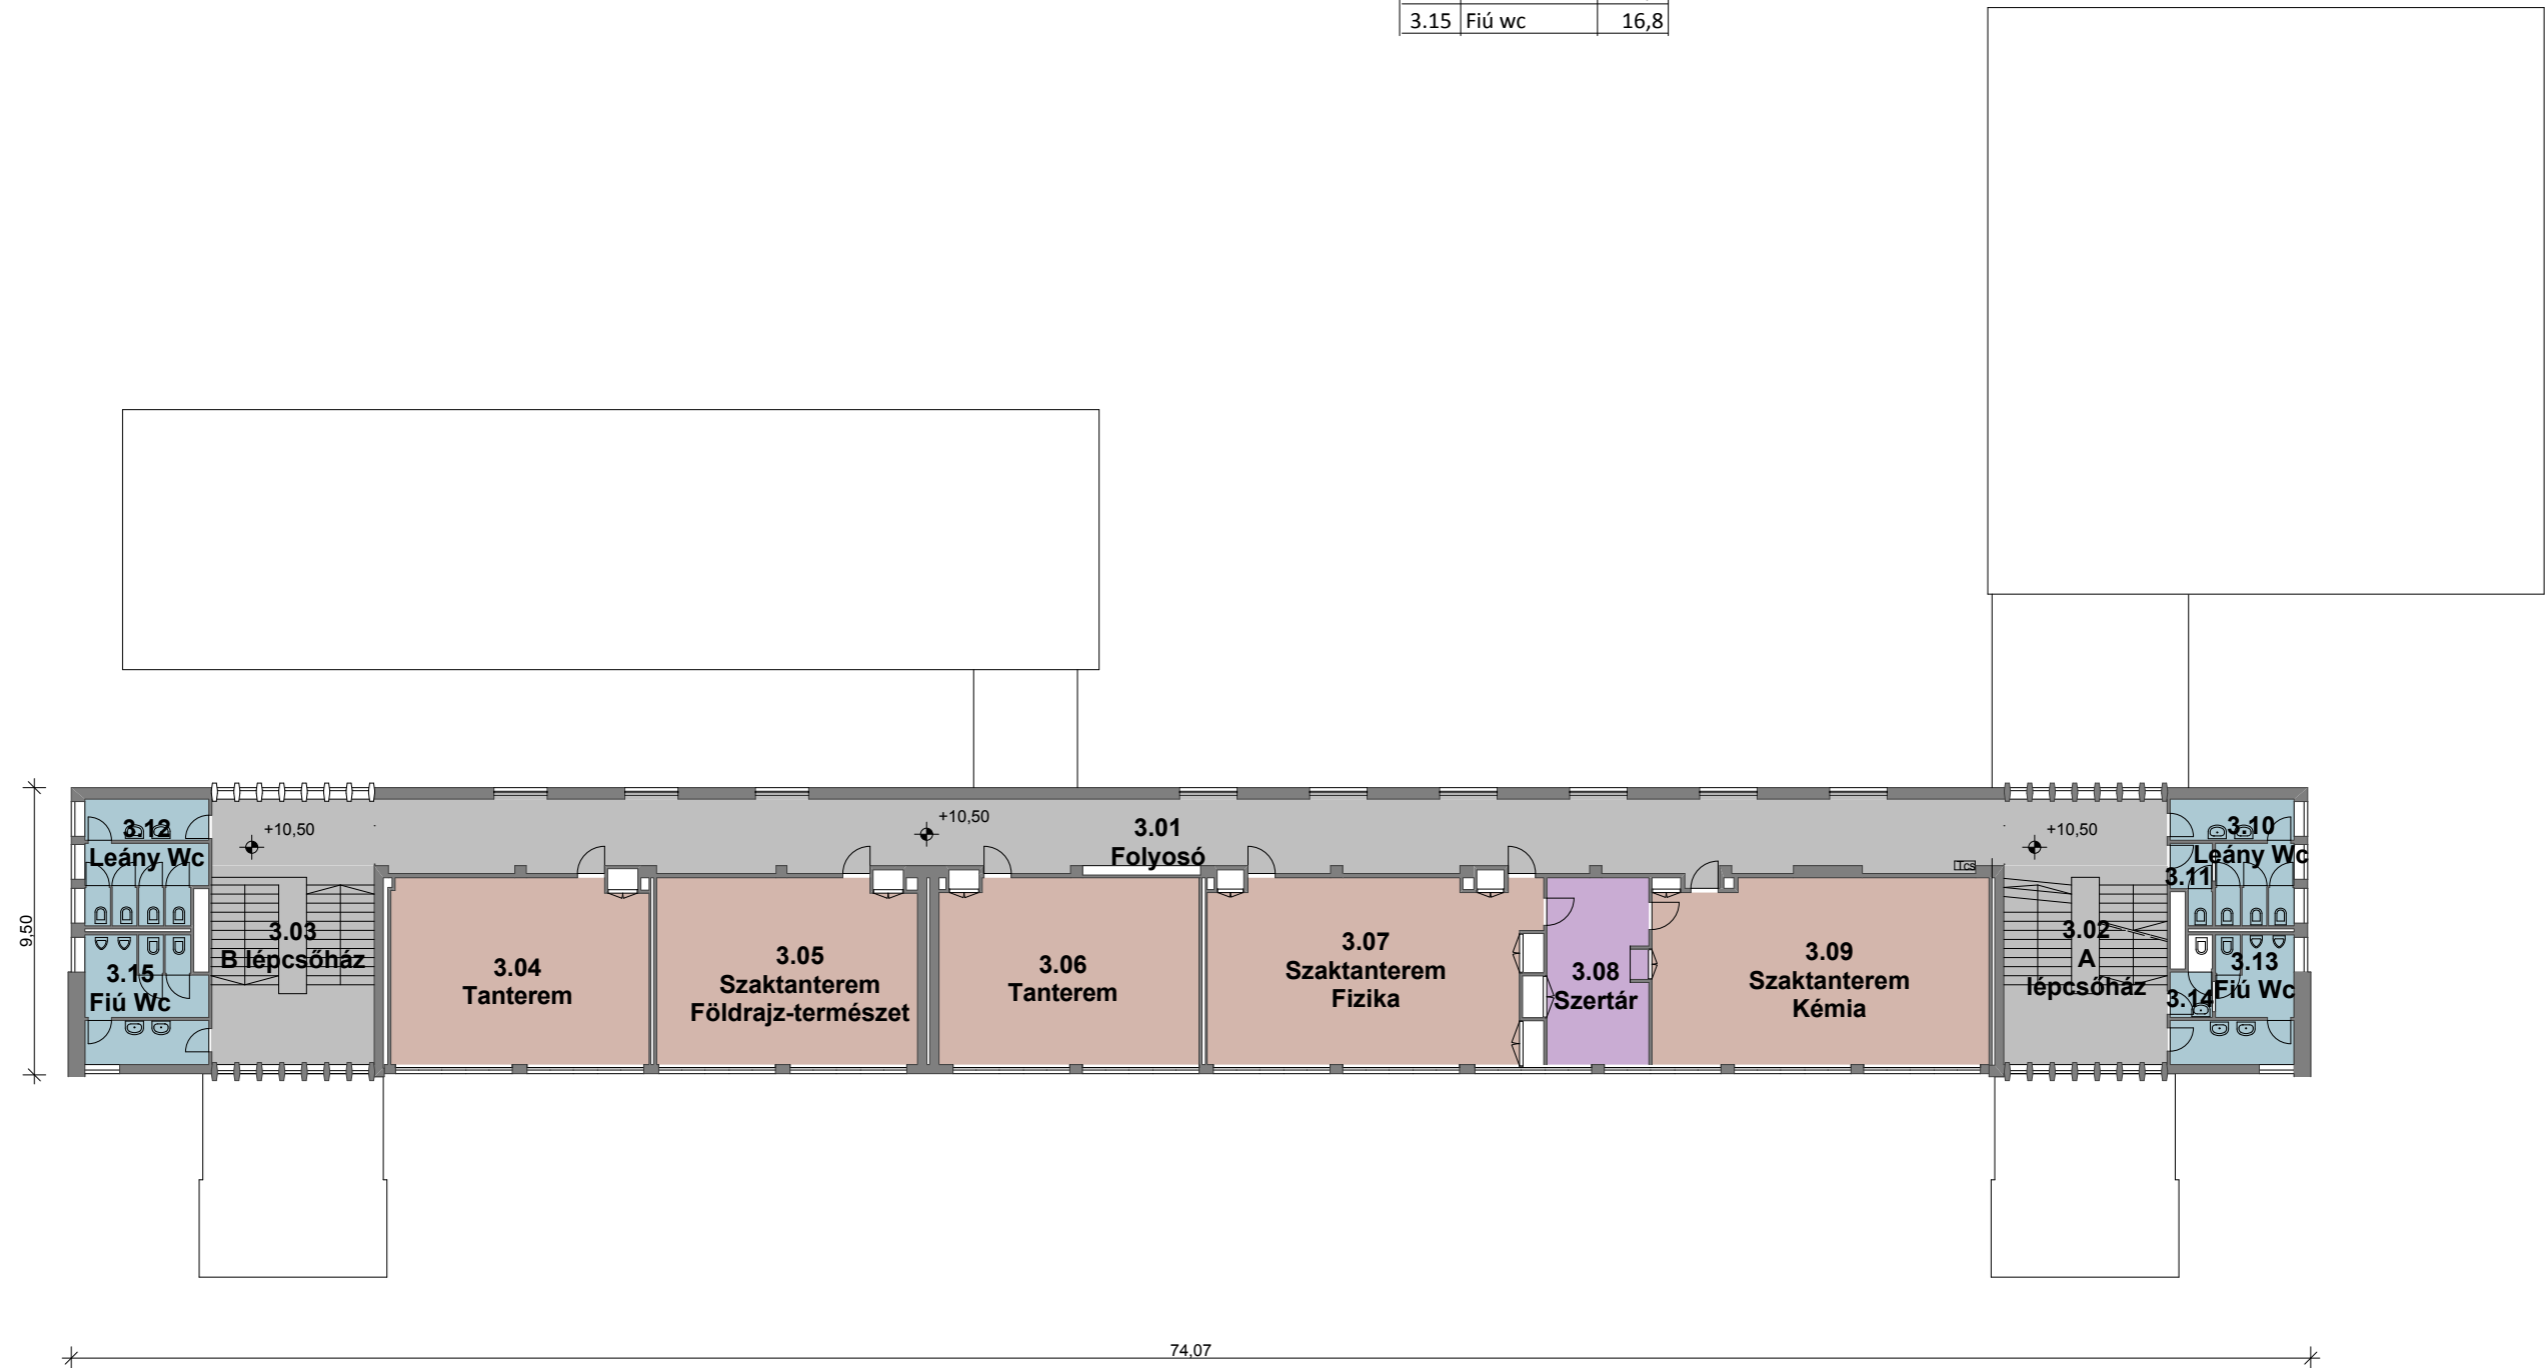 3.15 Fiú wc 16,8
3.12
Leány Wc
+10,50
+10,50
3.01
Folyosó
+10,50
3.10
Leány Wc
3.11
Tcs
9,50
3.03
B lépcsőház
3.15
Fiú Wc
3.04
Tanterem
3.05
Szaktanterem
Földrajz-természet
3.06
Tanterem
3.07
Szaktanterem
Fizika
3.08
Szertár
3.09
Szaktanterem
Kémia
3.02
A
lépcsőház
3.14
3.13
Fiú Wc
74,07